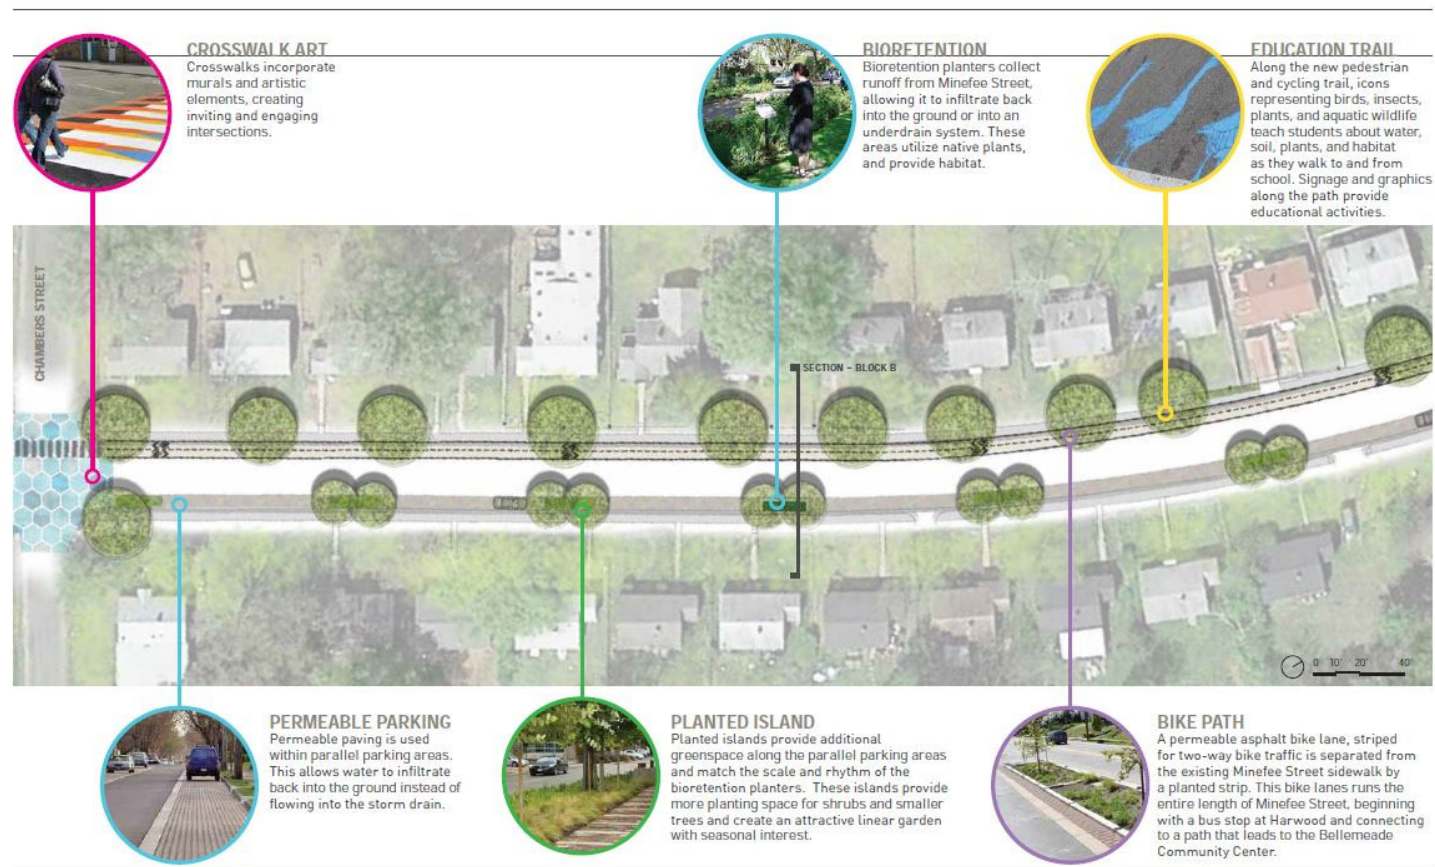 CROSSWALK ART
Crosswalks incorporate
murals and artistic
elements, creating
inviting and engaging
intersections.
BIORETENTION
Bioretention planters collect
runoff from Minefee Street,
allowing it to infiltrate back
into the ground or into an
underdrain system. These
areas utilize native plants,
and provide habitat.
EDUCATION TRAIL
Along the new pedestrian
and cycling trail, icons
representing birds, insects,
plants, and aquatic wildlife
teach students about water,
soil, plants, and habitat
as they walk to and from
school. Signage and graphics
along the path provide
educational activities.
CHAMBERS STREET
SECTION - BLOCK B
0 10' 20' 40'
PERMEABLE PARKING
Permeable paving is used
within parallel parking areas.
This allows water to infiltrate
back into the ground instead of
flowing into the storm drain.
PLANTED ISLAND
Planted islands provide additional
greenspace along the parallel parking areas
and match the scale and rhythm of the
bioretention planters. These islands provide
more planting space for shrubs and smaller
trees and create an attractive linear garden
with seasonal interest.
BIKE PATH
A permeable asphalt bike lane, striped
for two-way bike traffic is separated from
the existing Minefee Street sidewalk by
a planted strip. This bike lanes runs the
entire length of Minefee Street, beginning
with a bus stop at Harwood and connecting
to a path that leads to the Bellemeade
Community Center.